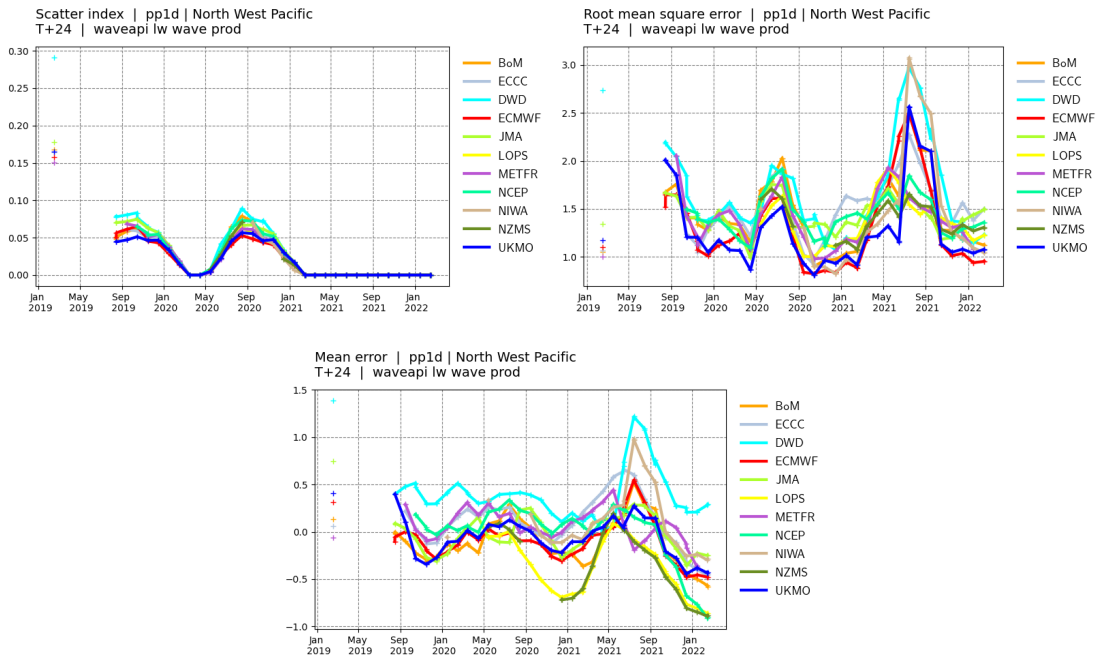 Scatter index | pp1d | North West Pacific
T+24 | waveapi lw wave prod
0.30
0.25
0.20
0.15
0.10
0.05
0.00
Jan 2019
May 2019
Sep 2019
Jan 2020
May 2020
Sep 2020
Jan 2021
May 2021
Sep 2021
Jan 2022
BoM
ECCC
DWD
ECMWF
JMA
LOPS
METFR
NCEP
NIWA
NZMS
UKMO
Root mean square error | pp1d | North West Pacific
T+24 | waveapi lw wave prod
3.0
2.5
2.0
1.5
1.0
Jan 2019
May 2019
Sep 2019
Jan 2020
May 2020
Sep 2020
Jan 2021
May 2021
Sep 2021
Jan 2022
BoM
ECCC
DWD
ECMWF
JMA
LOPS
METFR
NCEP
NIWA
NZMS
UKMO
Mean error | pp1d | North West Pacific
T+24 | waveapi lw wave prod
1.5
1.0
0.5
0.0
−0.5
−1.0
Jan 2019
May 2019
Sep 2019
Jan 2020
May 2020
Sep 2020
Jan 2021
May 2021
Sep 2021
Jan 2022
BoM
ECCC
DWD
ECMWF
JMA
LOPS
METFR
NCEP
NIWA
NZMS
UKMO